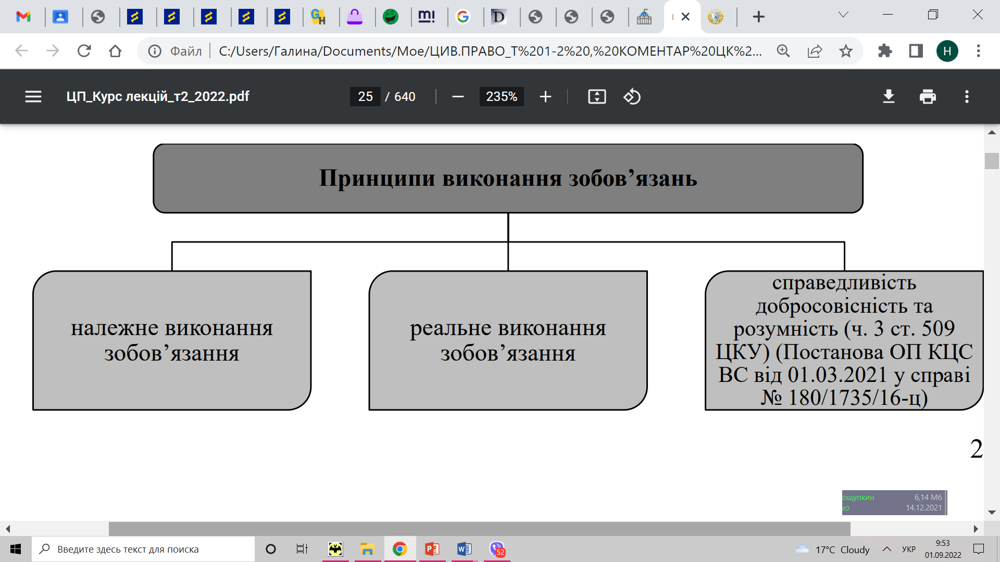 Файл
C:/Users/Галина/Documents/Мое/ЦИВ.ПРАВО_Т%201-2%20,%20КОМЕНТАР%20ЦК%2...
H
ЦП_Курс лекцій_т2_2022.pdf
25 / 640
235%
Принципи виконання зобов’язань
належне виконання
зобов’язання
реальне виконання
зобов’язання
справедливість
добросовісність та
розумність (ч. 3 ст. 509
ЦКУ) (Постанова ОП КЦС
ВС від 01.03.2021 у справі
№ 180/1735/16-ц)
2
ощупкин 6,14 Мб
14.12.2021
Введите здесь текст для поиска
52
17°C Cloudy
УКР
9:53
01.09.2022